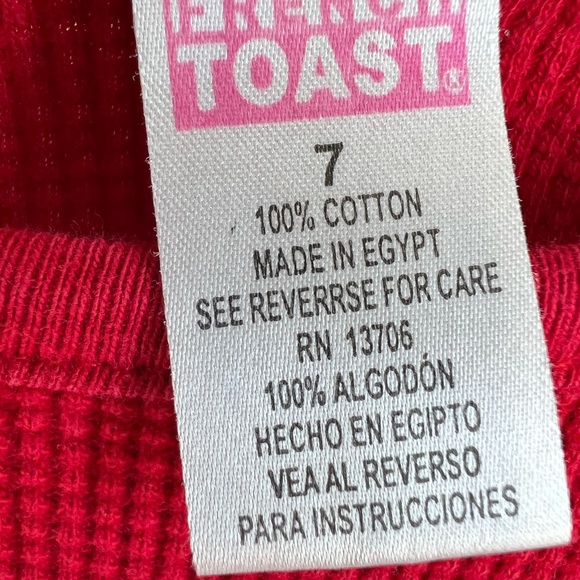 FRENCH
TOAST®
7
100% COTTON
MADE IN EGYPT
SEE REVERRSE FOR CARE
RN 13706
100% ALGODÓN
HECHO EN EGIPTO
VEA AL REVERSO
PARA INSTRUCCIONES